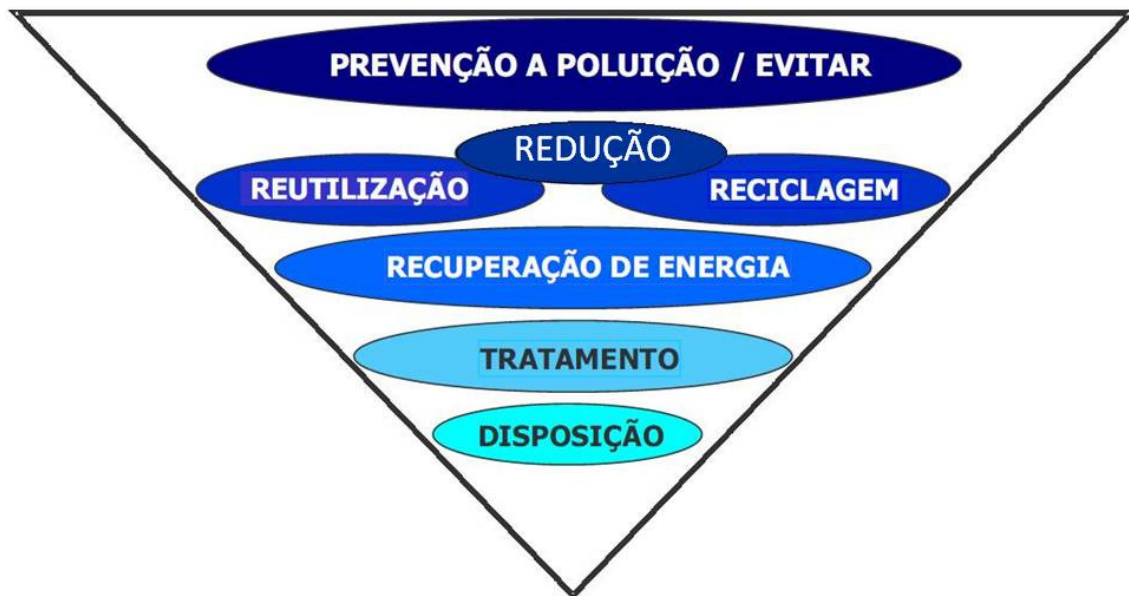 PREVENÇÃO A POLUIÇÃO / EVITAR
REDUÇÃO
REUTILIZAÇÃO
RECICLAGEM
RECUPERAÇÃO DE ENERGIA
TRATAMENTO
DISPOSIÇÃO